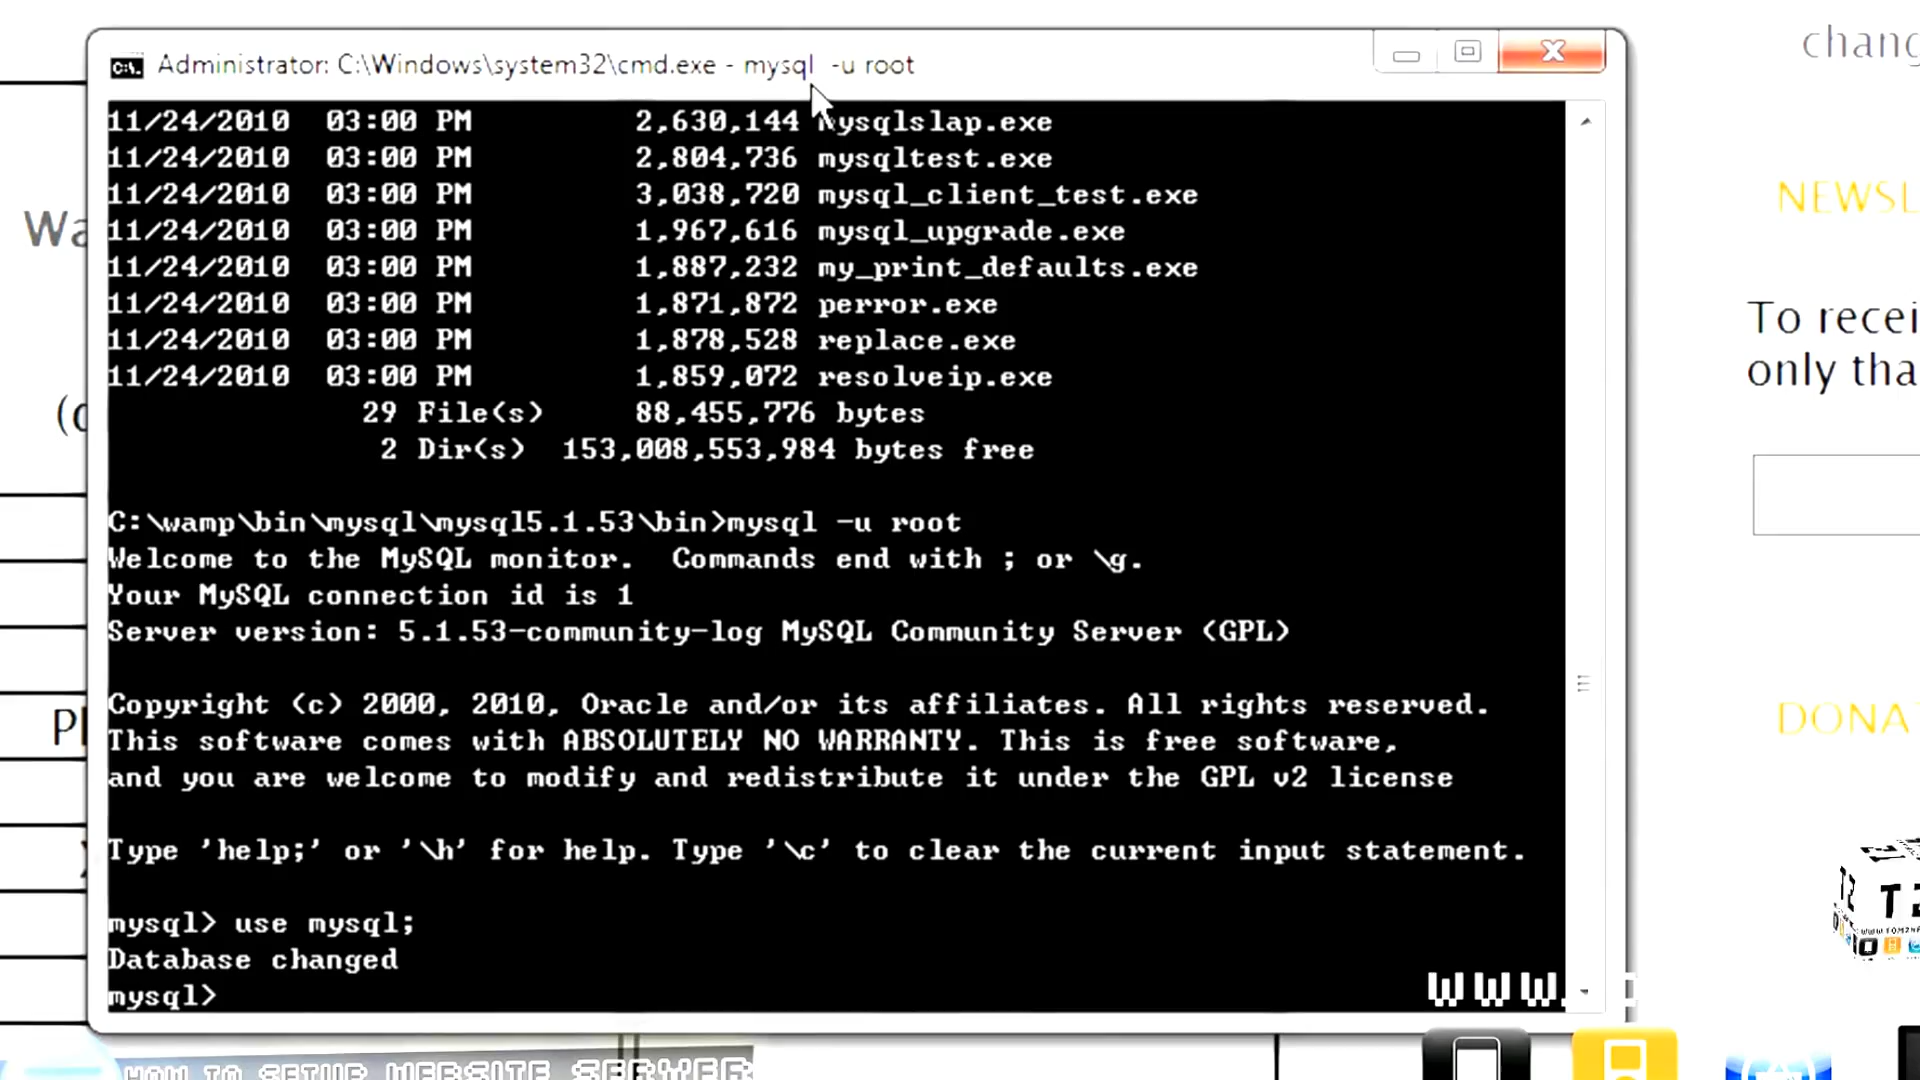 Administrator: C:\Windows\system32\cmd.exe - mysql  -u root
11/24/2010  03:00 PM         2,630,144 mysqlslap.exe
11/24/2010  03:00 PM         2,804,736 mysqltest.exe
11/24/2010  03:00 PM         3,038,720 mysql_client_test.exe
11/24/2010  03:00 PM         1,967,616 mysql_upgrade.exe
11/24/2010  03:00 PM         1,887,232 my_print_defaults.exe
11/24/2010  03:00 PM         1,871,872 perror.exe
11/24/2010  03:00 PM         1,878,528 replace.exe
11/24/2010  03:00 PM         1,859,072 resolveip.exe
29 File(s)     88,455,776 bytes
2 Dir(s)  153,008,553,984 bytes free
C:\wamp\bin\mysql\mysql5.1.53\bin>mysql -u root
Welcome to the MySQL monitor.  Commands end with ; or \g.
Your MySQL connection id is 1
Server version: 5.1.53-community-log MySQL Community Server (GPL)
Copyright (c) 2000, 2010, Oracle and/or its affiliates. All rights reserved.
This software comes with ABSOLUTELY NO WARRANTY. This is free software,
and you are welcome to modify and redistribute it under the GPL v2 license
Type 'help;' or '\h' for help. Type '\c' to clear the current input statement.
mysql> use mysql;
Database changed
mysql>
www.
chang
NEWSL
To recei
only tha
DONA
HOW TO SETUP WEBSITE SERVER